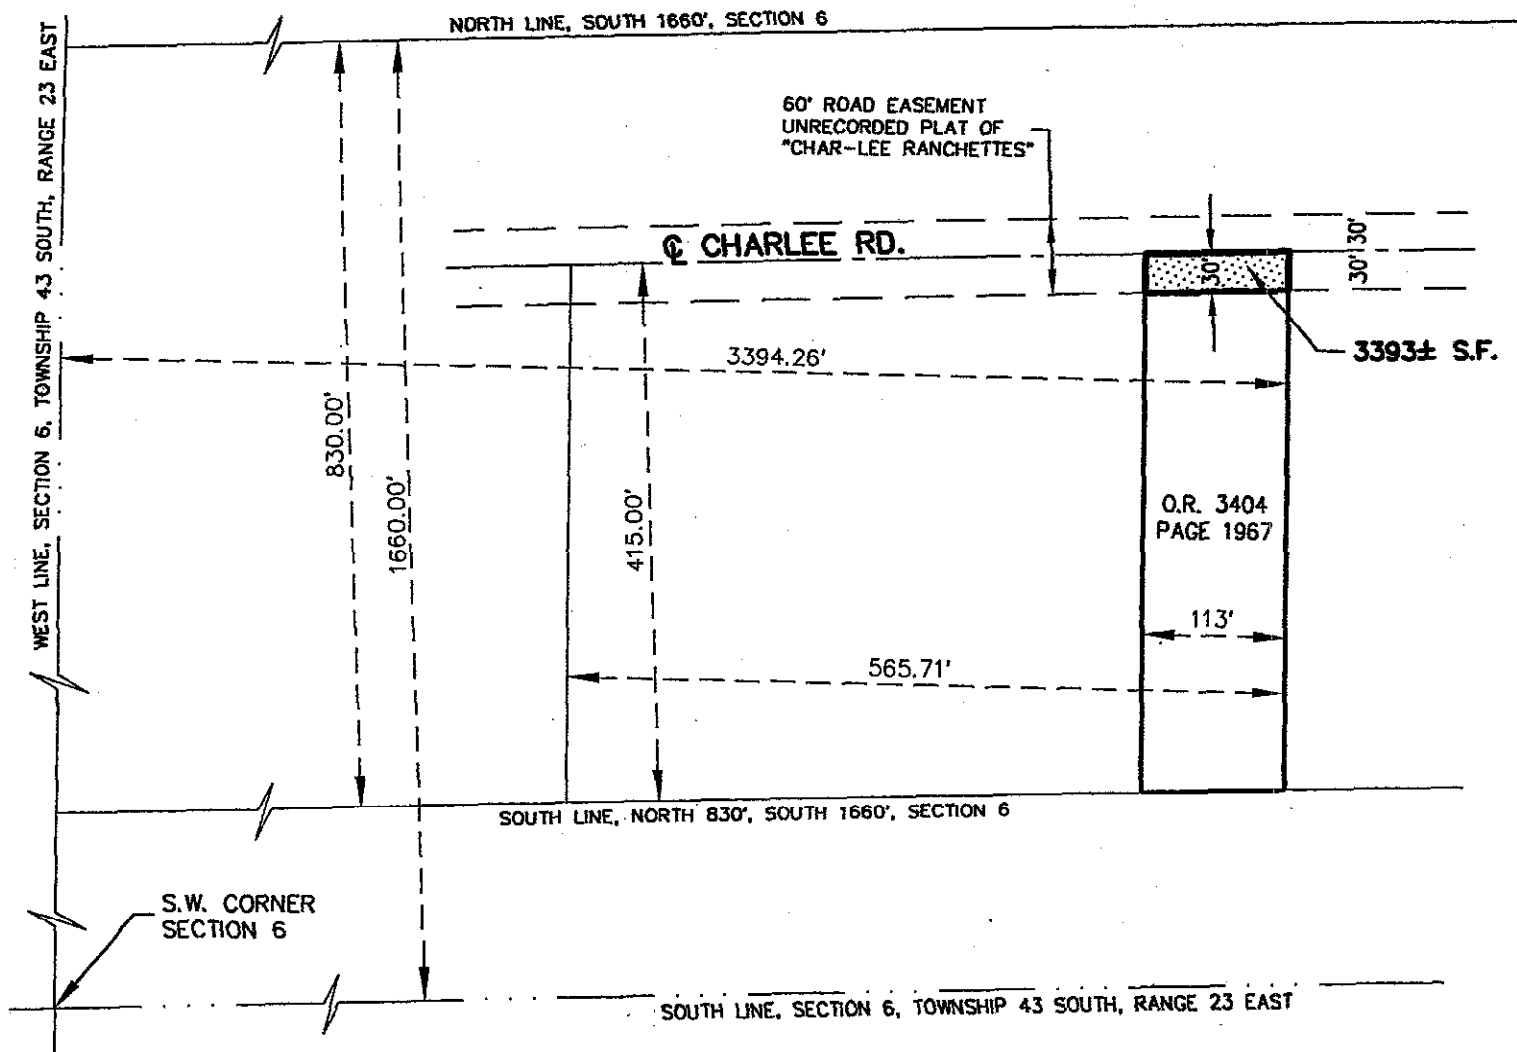 NORTH LINE, SOUTH 1660', SECTION 6
WEST LINE, SECTION 6, TOWNSHIP 43 SOUTH, RANGE 23 EAST
60' ROAD EASEMENT
UNRECORDED PLAT OF
"CHAR-LEE RANCHETTES"
℄ CHARLEE RD.
30'
30'
30'
3393± S.F.
3394.26'
830.00'
1660.00'
415.00'
O.R. 3404
PAGE 1967
113'
565.71'
SOUTH LINE, NORTH 830', SOUTH 1660', SECTION 6
S.W. CORNER
SECTION 6
SOUTH LINE, SECTION 6, TOWNSHIP 43 SOUTH, RANGE 23 EAST